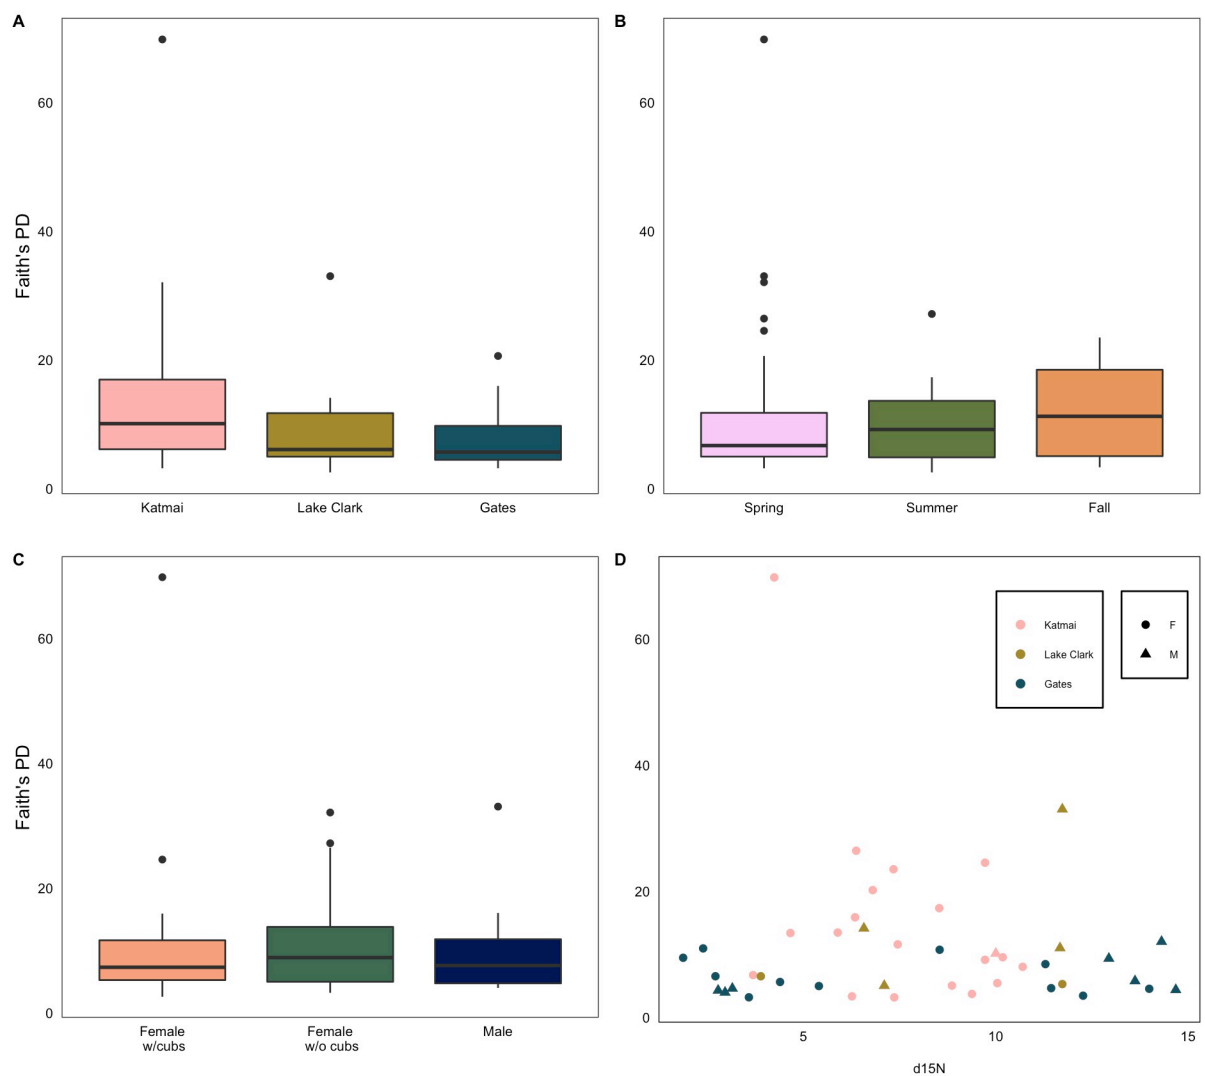 A
B
Faith's PD
60
40
20
0
Katmai
Lake Clark
Gates
60
40
20
0
Spring
Summer
Fall
C
D
Faith's PD
60
40
20
0
Female
w/cubs
Female
w/o cubs
Male
60
40
20
0
5
10
15
d15N
Katmai
Lake Clark
Gates
F
M